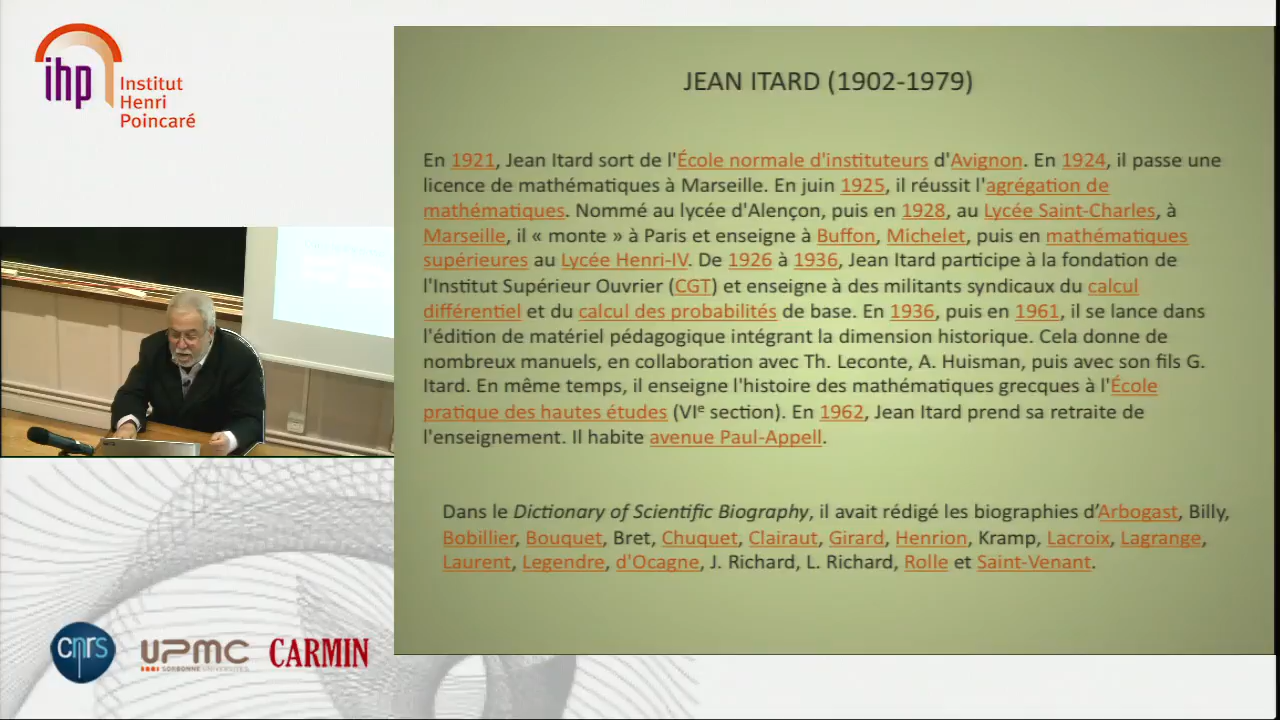 ihp
Institut
Henri
Poincaré
JEAN ITARD (1902-1979)
En 1921, Jean Itard sort de l'École normale d'instituteurs d'Avignon. En 1924, il passe une
licence de mathématiques à Marseille. En juin 1925, il réussit l'agrégation de
mathématiques. Nommé au lycée d'Alençon, puis en 1928, au Lycée Saint-Charles, à
Marseille, il « monte » à Paris et enseigne à Buffon, Michelet, puis en mathématiques
supérieures au Lycée Henri-IV. De 1926 à 1936, Jean Itard participe à la fondation de
l'Institut Supérieur Ouvrier (CGT) et enseigne à des militants syndicaux du calcul
différentiel et du calcul des probabilités de base. En 1936, puis en 1961, il se lance dans
l'édition de matériel pédagogique intégrant la dimension historique. Cela donne de
nombreux manuels, en collaboration avec Th. Leconte, A. Huisman, puis avec son fils G.
Itard. En même temps, il enseigne l'histoire des mathématiques grecques à l'École
pratique des hautes études (VIe section). En 1962, Jean Itard prend sa retraite de
l'enseignement. Il habite avenue Paul-Appell.
Dans le Dictionary of Scientific Biography, il avait rédigé les biographies d’Arbogast, Billy,
Bobillier, Bouquet, Bret, Chuquet, Clairaut, Girard, Henrion, Kramp, Lacroix, Lagrange,
Laurent, Legendre, d'Ocagne, J. Richard, L. Richard, Rolle et Saint-Venant.
cnrs
UPMC
SORBONNE UNIVERSITÉS
CARMIN